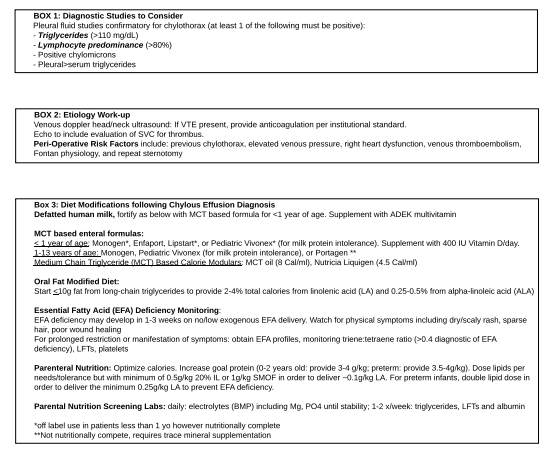 BOX 1: Diagnostic Studies to Consider
Pleural fluid studies confirmatory for chylothorax (at least 1 of the following must be positive):
- Triglycerides (>110 mg/dL)
- Lymphocyte predominance (>80%)
- Positive chylomicrons
- Pleural>serum triglycerides
BOX 2: Etiology Work-up
Venous doppler head/neck ultrasound: If VTE present, provide anticoagulation per institutional standard.
Echo to include evaluation of SVC for thrombus.
Peri-Operative Risk Factors include: previous chylothorax, elevated venous pressure, right heart dysfunction, venous thromboembolism,
Fontan physiology, and repeat sternotomy
Box 3: Diet Modifications following Chylous Effusion Diagnosis
Defatted human milk, fortify as below with MCT based formula for <1 year of age. Supplement with ADEK multivitamin
MCT based enteral formulas:
< 1 year of age: Monogen*, Enfaport, Lipstart*, or Pediatric Vivonex* (for milk protein intolerance). Supplement with 400 IU Vitamin D/day.
1-13 years of age: Monogen, Pediatric Vivonex (for milk protein intolerance), or Portagen **
Medium Chain Triglyceride (MCT) Based Calorie Modulars: MCT oil (8 Cal/ml), Nutricia Liquigen (4.5 Cal/ml)
Oral Fat Modified Diet:
Start ≤10g fat from long-chain triglycerides to provide 2-4% total calories from linolenic acid (LA) and 0.25-0.5% from alpha-linoleic acid (ALA)
Essential Fatty Acid (EFA) Deficiency Monitoring:
EFA deficiency may develop in 1-3 weeks on no/low exogenous EFA delivery. Watch for physical symptoms including dry/scaly rash, sparse
hair, poor wound healing
For prolonged restriction or manifestation of symptoms: obtain EFA profiles, monitoring triene:tetraene ratio (>0.4 diagnostic of EFA
deficiency), LFTs, platelets
Parenteral Nutrition: Optimize calories. Increase goal protein (0-2 years old: provide 3-4 g/kg; preterm: provide 3.5-4g/kg). Dose lipids per
needs/tolerance but with minimum of 0.5g/kg 20% IL or 1g/kg SMOF in order to deliver ~0.1g/kg LA. For preterm infants, double lipid dose in
order to deliver the minimum 0.25g/kg LA to prevent EFA deficiency.
Parental Nutrition Screening Labs: daily: electrolytes (BMP) including Mg, PO4 until stability; 1-2 x/week: triglycerides, LFTs and albumin
*off label use in patients less than 1 yo however nutritionally complete
**Not nutritionally compete, requires trace mineral supplementation